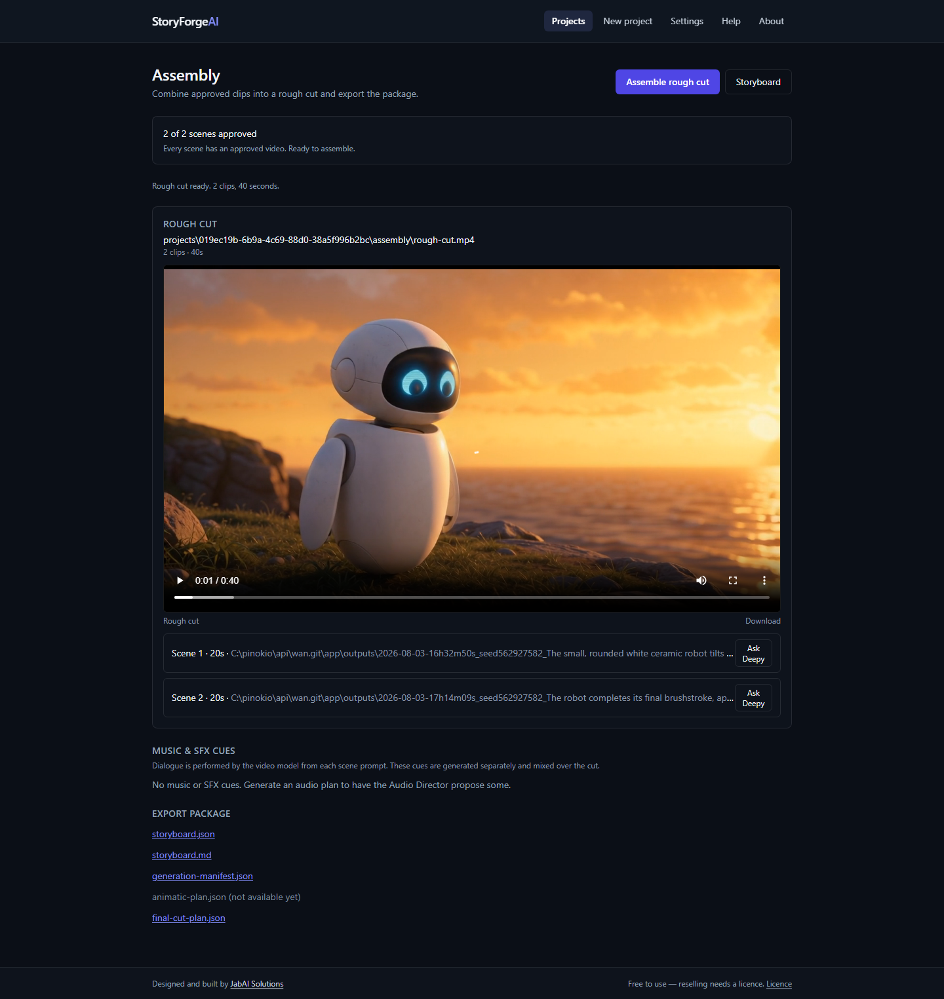 StoryForgeAI
Projects
New project
Settings
Help
About
Assembly
Combine approved clips into a rough cut and export the package.
Assemble rough cut
Storyboard
2 of 2 scenes approved
Every scene has an approved video. Ready to assemble.
Rough cut ready. 2 clips, 40 seconds.
ROUGH CUT
projects\019ec19b-6b9a-4c69-88d0-38a5f996b2bc\assembly\rough-cut.mp4
2 clips · 40s
0:01 / 0:40
Rough cut
Download
Scene 1 · 20s · C:\pinokio\api\wan.git\app\outputs\2026-08-03-16h32m50s_seed562927582_The small, rounded white ceramic robot tilts ...
Ask
Deepy
Scene 2 · 20s · C:\pinokio\api\wan.git\app\outputs\2026-08-03-17h14m09s_seed562927582_The robot completes its final brushstroke, ap...
Ask
Deepy
MUSIC & SFX CUES
Dialogue is performed by the video model from each scene prompt. These cues are generated separately and mixed over the cut.
No music or SFX cues. Generate an audio plan to have the Audio Director propose some.
EXPORT PACKAGE
storyboard.json
storyboard.md
generation-manifest.json
animatic-plan.json (not available yet)
final-cut-plan.json
Designed and built by JabAI Solutions
Free to use — reselling needs a licence. Licence